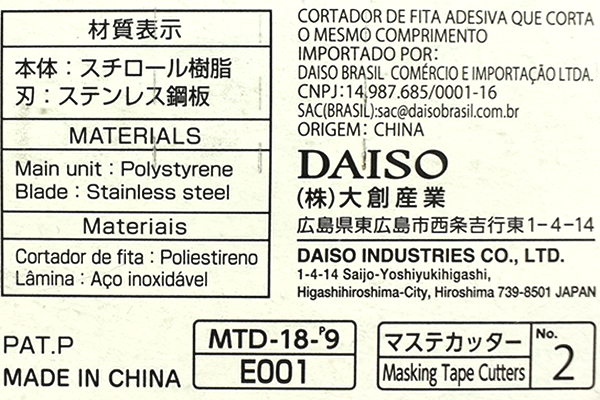 材質表示
本体：スチロール樹脂
刃：ステンレス鋼板
MATERIALS
Main unit : Polystyrene
Blade : Stainless steel
Materiais
Cortador de fita : Poliestireno
Lâmina : Aço inoxidável
CORTADOR DE FITA ADESIVA QUE CORTA
O MESMO COMPRIMENTO
IMPORTADO POR:
DAISO BRASIL COMÉRCIO E IMPORTAÇÃO LTDA.
CNPJ:14.987.685/0001-16
SAC(BRASIL):sac@daisobrasil.com.br
ORIGEM: CHINA
DAISO
(株)大創産業
広島県東広島市西条吉行東1-4-14
DAISO INDUSTRIES CO., LTD.
1-4-14 Saijo-Yoshiyukihigashi,
Higashihiroshima-City, Hiroshima 739-8501 JAPAN
PAT.P
MADE IN CHINA
MTD-18-P9
E001
マステカッター
Masking Tape Cutters
No.
2